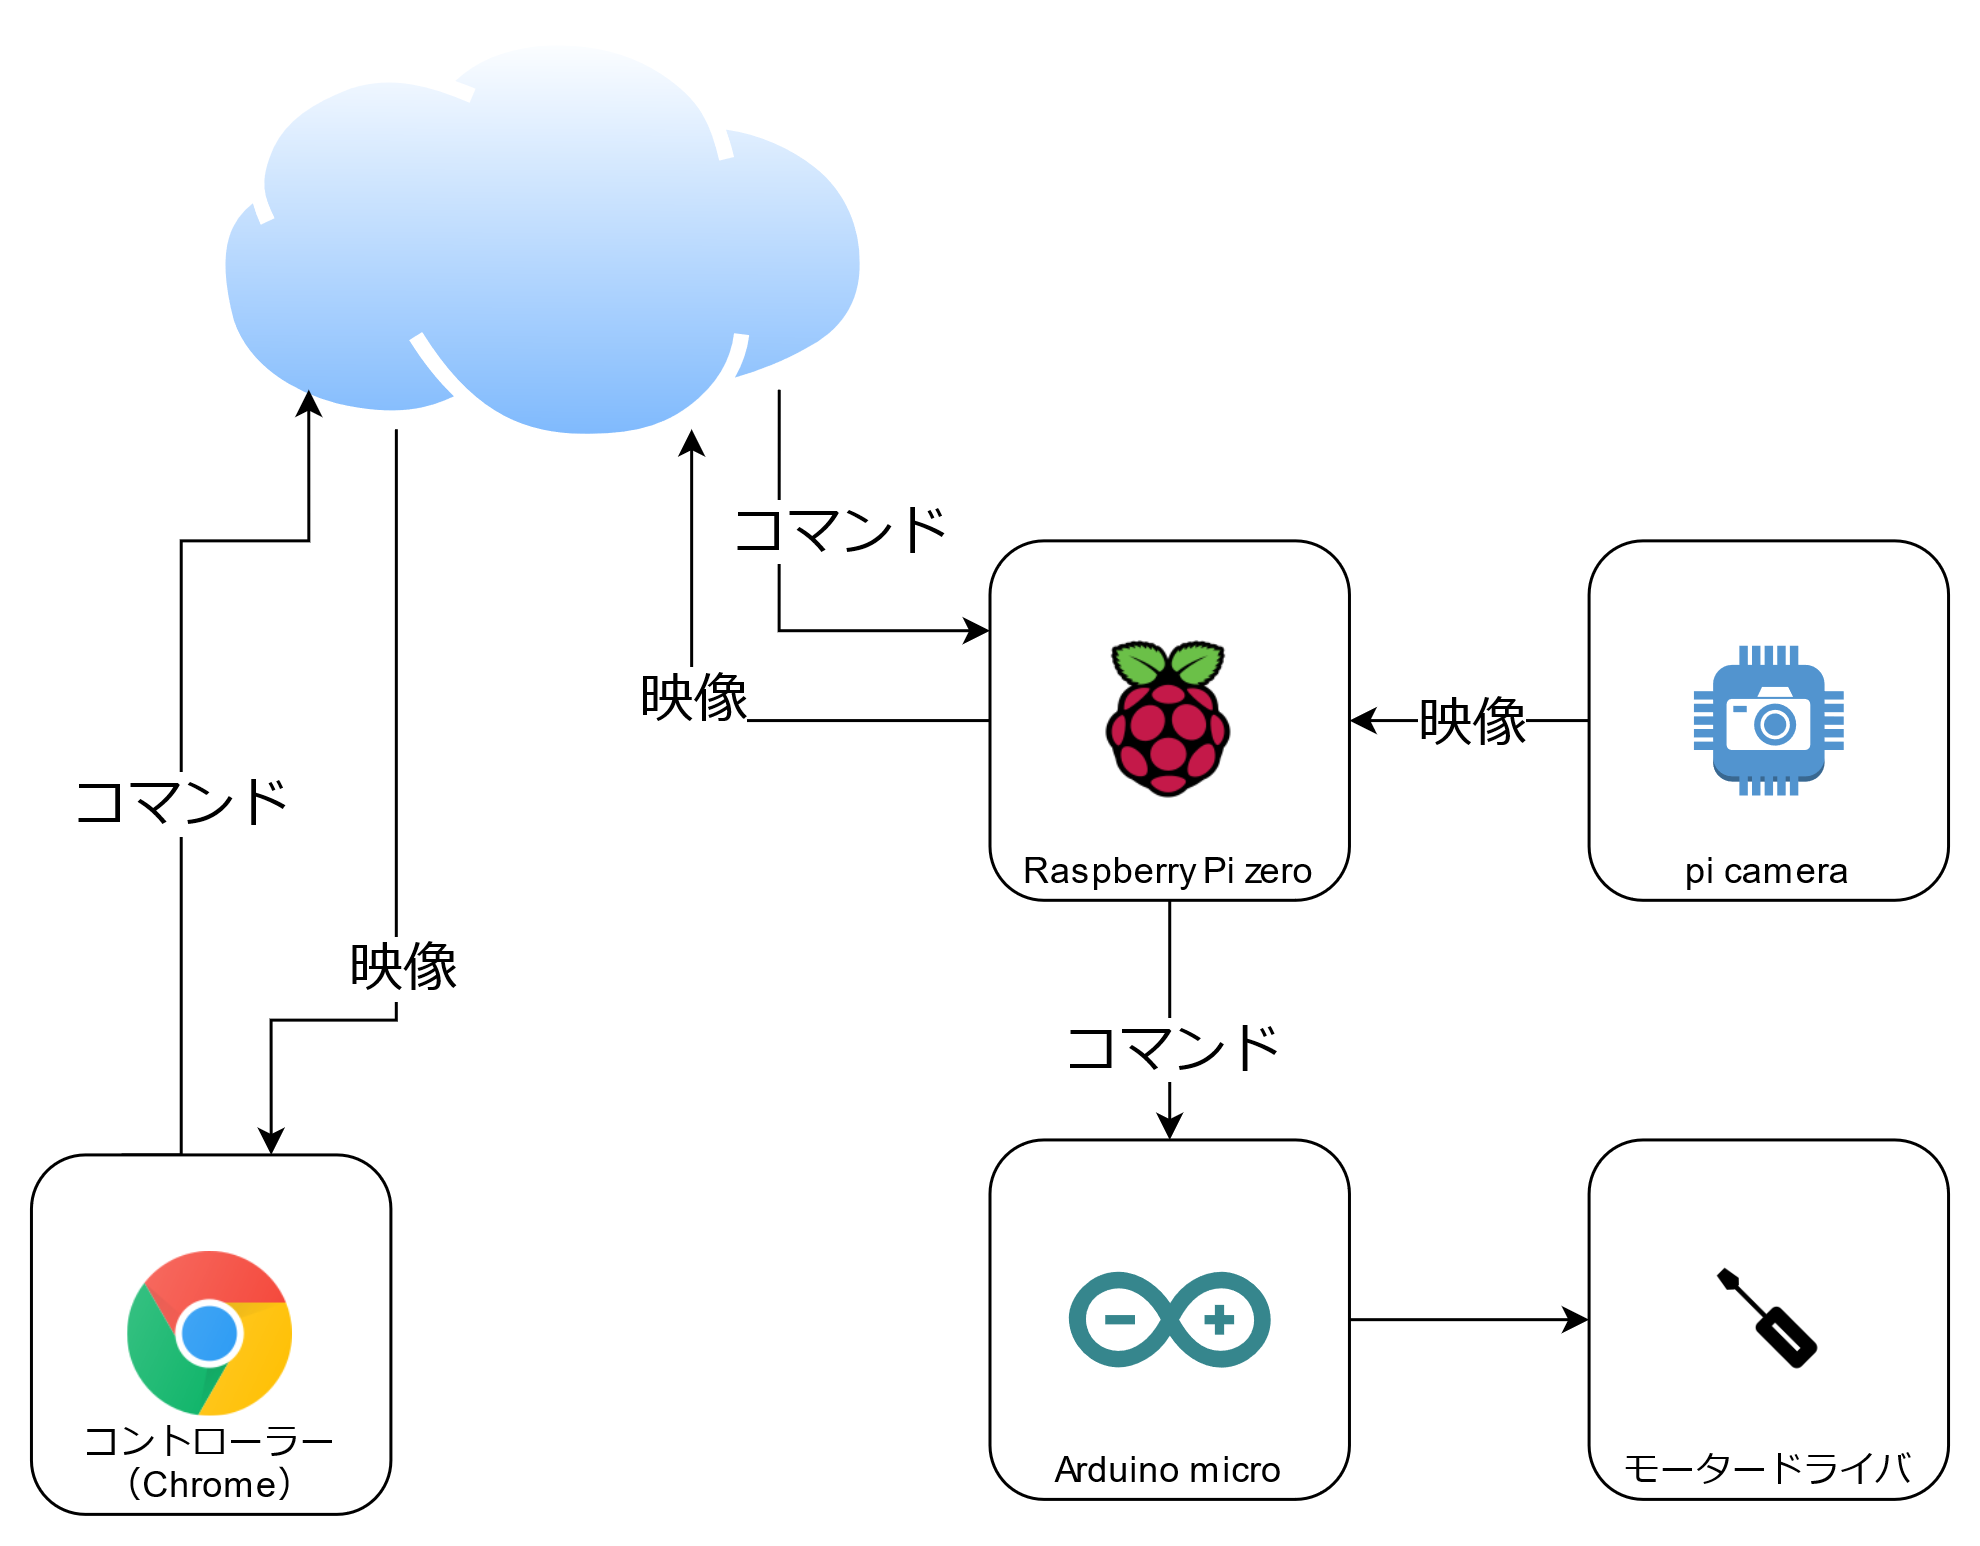 コマンド
映像
コマンド
映像
映像
コマンド
Raspberry Pi zero
pi camera
コントローラー
（Chrome）
Arduino micro
モータードライバ